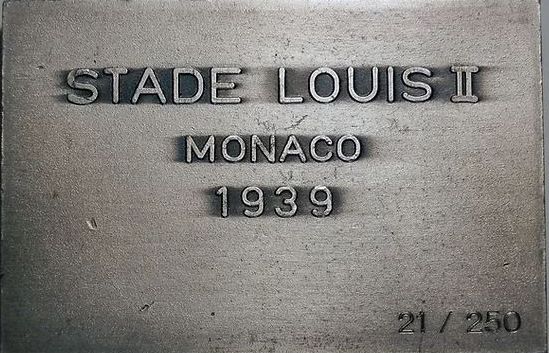 STADE LOUIS II
MONACO
1939
21 / 250